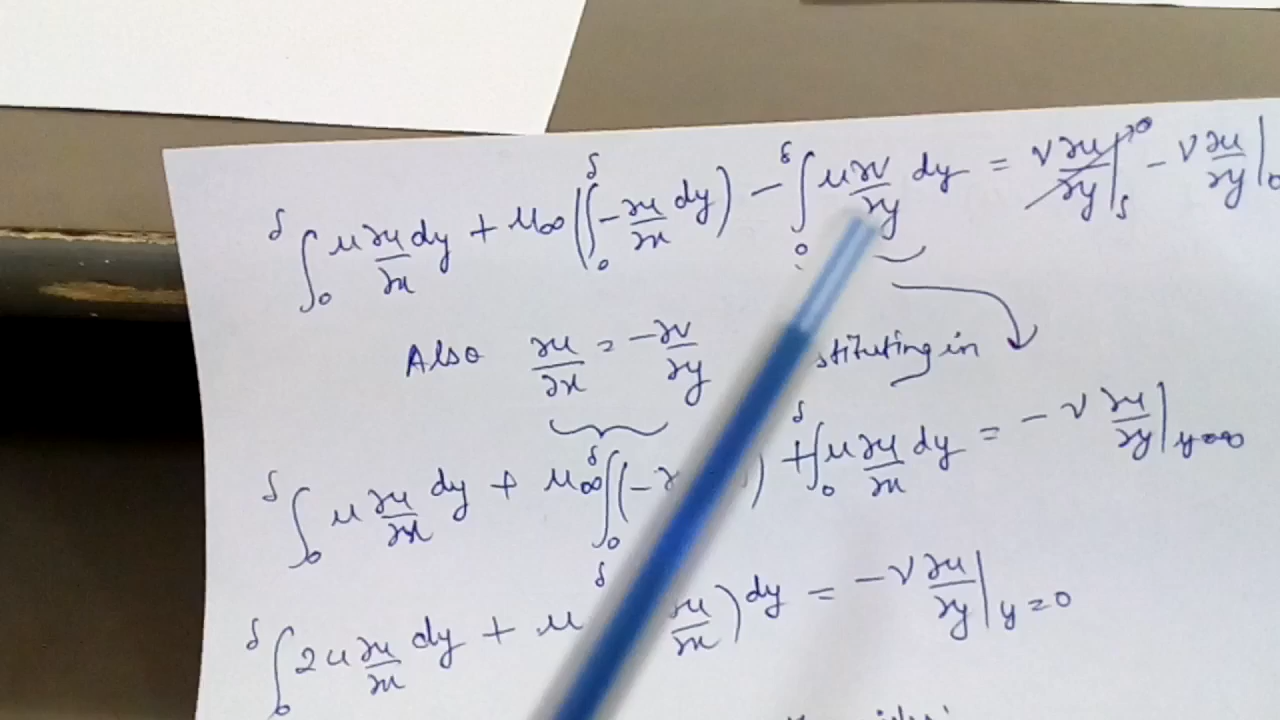 δ∫0 u ∂u/∂x dy + u∞ (δ∫0 -∂u/∂x dy) - δ∫0 u ∂v/∂y dy = ν ∂u/∂y|δ →0 - ν ∂u/∂y|0
Also ∂u/∂x = -∂v/∂y stituting in
δ∫0 u ∂u/∂x dy + u∞ δ∫0 (-∂ ) + δ∫0 u ∂u/∂x dy = -ν ∂u/∂y|y=0
δ∫0 2u ∂u/∂x dy + u δ ∂u/∂x) dy = -ν ∂u/∂y|y=0